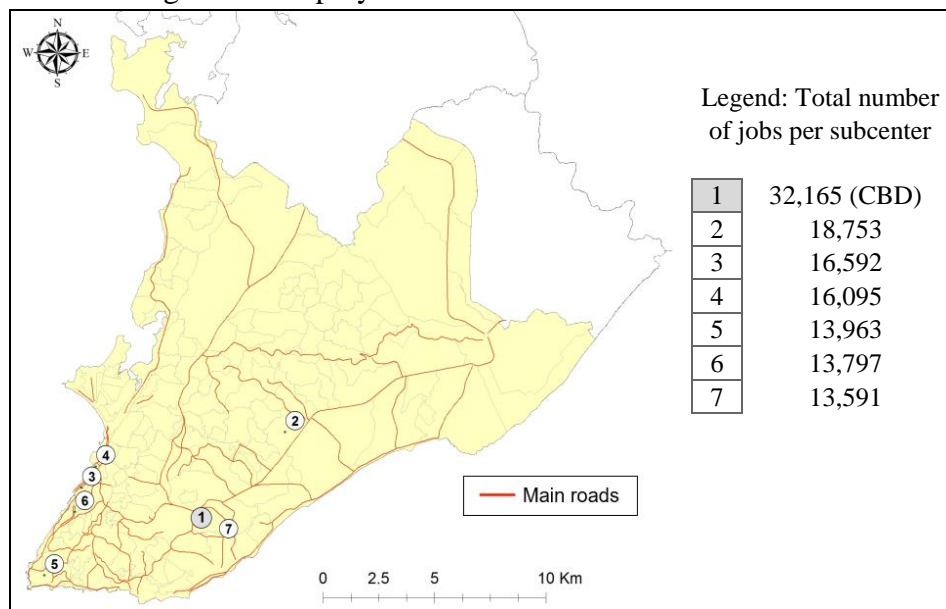 N
W E
S
Legend: Total number
of jobs per subcenter
1 32,165 (CBD)
2 18,753
3 16,592
4 16,095
5 13,963
6 13,797
7 13,591
2
4
3
6
1
7
5
Main roads
0 2.5 5 10 Km